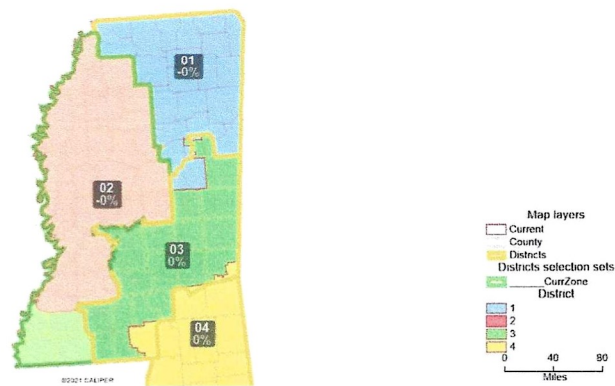 01
-0%
02
-0%
03
0%
04
0%
©2021 CALIPER
Map layers
Current
County
Districts
Districts selection sets
______CurrZone
District
1
2
3
4
0 40 80
Miles